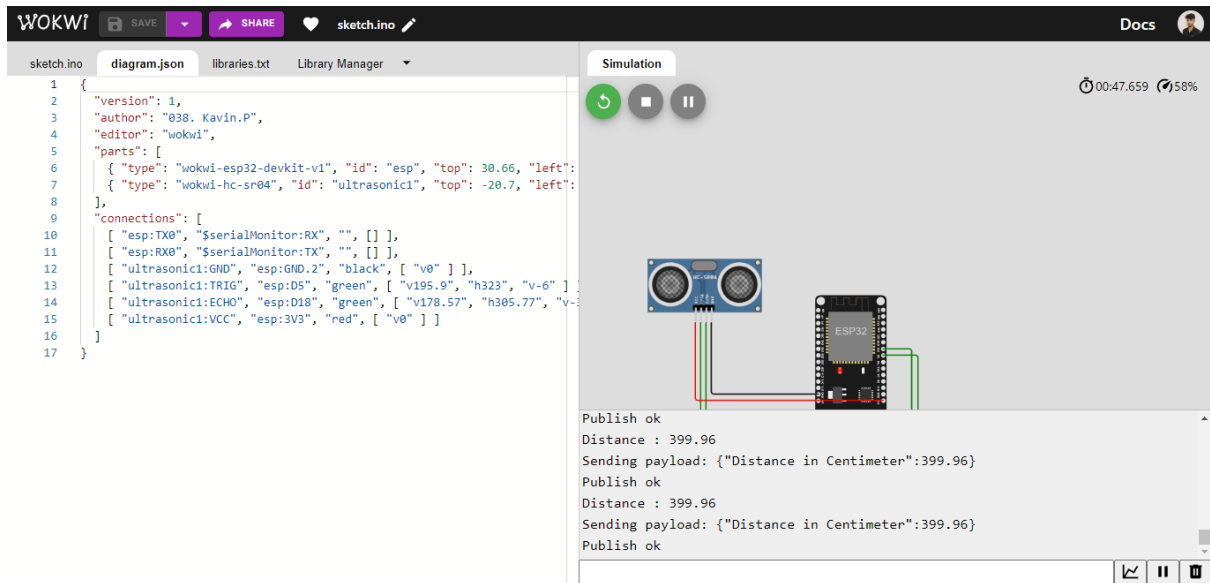 WOKWI SAVE SHARE sketch.ino Docs
sketch.ino diagram.json libraries.txt Library Manager
1 {
2 "version": 1,
3 "author": "038. Kavin.P",
4 "editor": "wokwi",
5 "parts": [
6 { "type": "wokwi-esp32-devkit-v1", "id": "esp", "top": 30.66, "left":
7 { "type": "wokwi-hc-sr04", "id": "ultrasonic1", "top": -20.7, "left":
8 ],
9 "connections": [
10 [ "esp:TX0", "$serialMonitor:RX", "", [] ],
11 [ "esp:RX0", "$serialMonitor:TX", "", [] ],
12 [ "ultrasonic1:GND", "esp:GND.2", "black", [ "v0" ] ],
13 [ "ultrasonic1:TRIG", "esp:D5", "green", [ "v195.9", "h323", "v-6" ]
14 [ "ultrasonic1:ECHO", "esp:D18", "green", [ "v178.57", "h305.77",
15 [ "ultrasonic1:VCC", "esp:3V3", "red", [ "v0" ] ]
16 ]
17 }
Simulation
00:47.659 58%
HC-SR04
ESP32
Publish ok
Distance : 399.96
Sending payload: {"Distance in Centimeter":399.96}
Publish ok
Distance : 399.96
Sending payload: {"Distance in Centimeter":399.96}
Publish ok